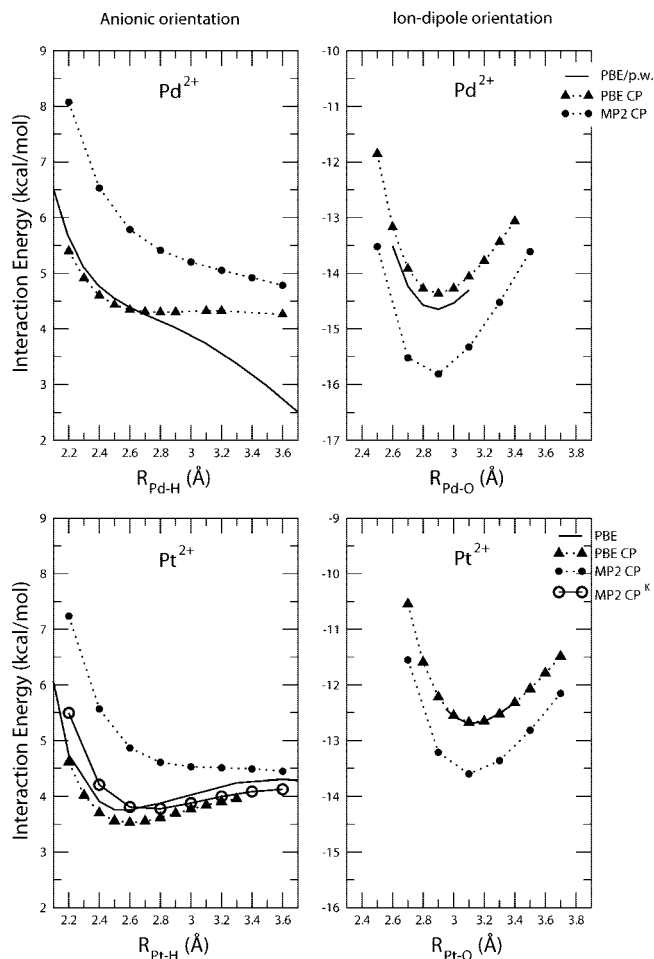 Anionic orientation
Ion-dipole orientation
9
8
7
6
5
4
3
2
Interaction Energy (kcal/mol)
Pd2+
2.2 2.4 2.6 2.8 3 3.2 3.4 3.6
RPd-H (Å)
-10
-11
-12
-13
-14
-15
-16
-17
Pd2+
2.4 2.6 2.8 3 3.2 3.4 3.6 3.8
RPd-O (Å)
PBE/p.w.
PBE CP
MP2 CP
9
8
7
6
5
4
3
2
Interaction Energy (kcal/mol)
Pt2+
2.2 2.4 2.6 2.8 3 3.2 3.4 3.6
RPt-H (Å)
-9
-10
-11
-12
-13
-14
-15
-16
Pt2+
2.4 2.6 2.8 3 3.2 3.4 3.6 3.8
RPt-O (Å)
PBE
PBE CP
MP2 CP
MP2 CP K